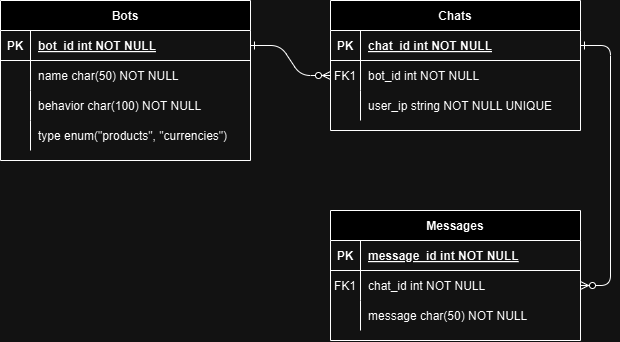 Bots
PK bot_id int NOT NULL
name char(50) NOT NULL
behavior char(100) NOT NULL
type enum("products", "currencies")
Chats
PK chat_id int NOT NULL
FK1 bot_id int NOT NULL
user_ip string NOT NULL UNIQUE
Messages
PK message_id int NOT NULL
FK1 chat_id int NOT NULL
message char(50) NOT NULL